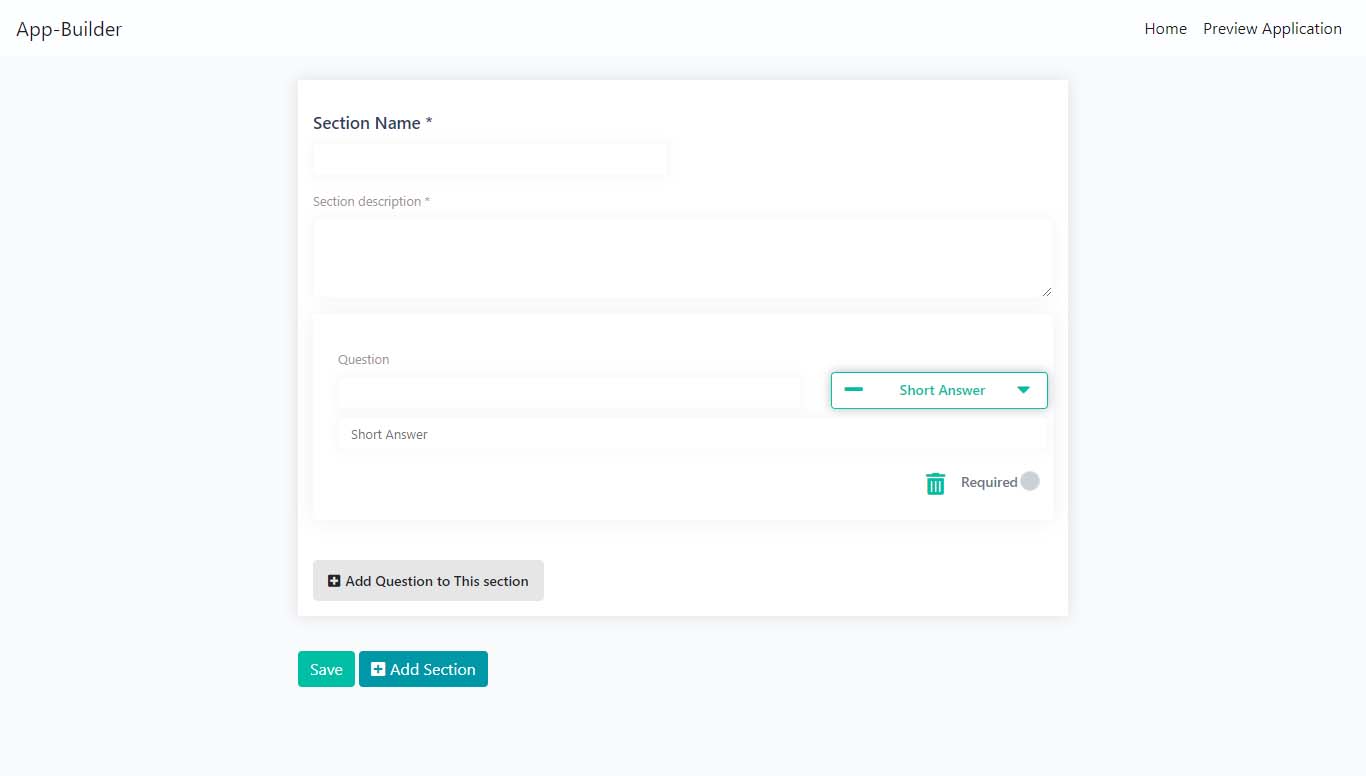 App-Builder
Home Preview Application
Section Name *
Section description *
Question
Short Answer
Short Answer
Required
Add Question to This section
Save Add Section